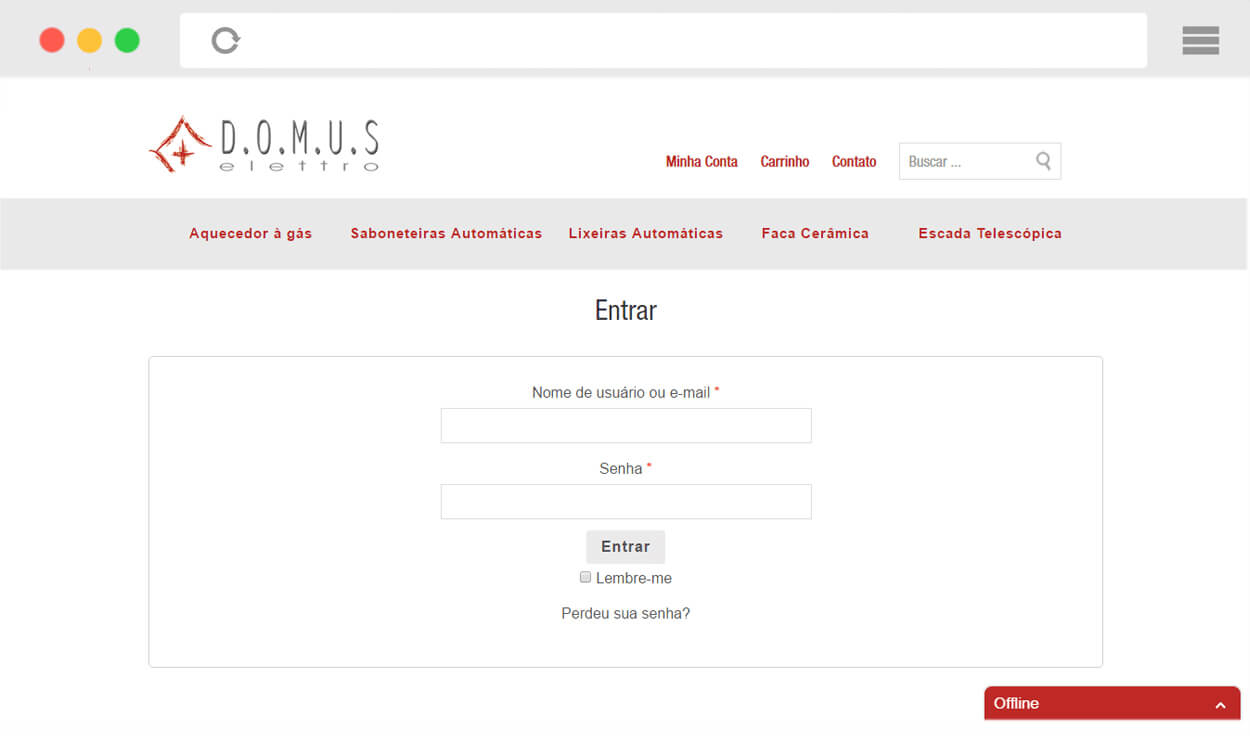 D.O.M.U.S
elettro
Minha Conta Carrinho Contato Buscar ...
Aquecedor à gás Saboneteiras Automáticas Lixeiras Automáticas Faca Cerâmica Escada Telescópica
Entrar
Nome de usuário ou e-mail *
Senha *
Entrar
Lembre-me
Perdeu sua senha?
Offline